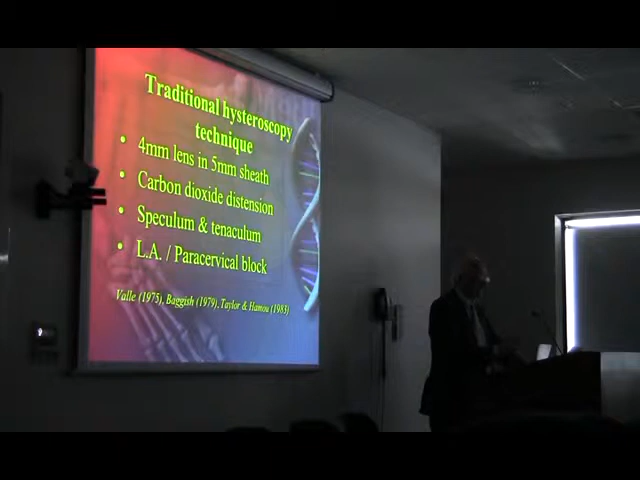 Traditional hysteroscopy
technique
• 4mm lens in 5mm sheath
• Carbon dioxide distension
• Speculum & tenaculum
• L.A. / Paracervical block
Valle (1975), Baggish (1979), Taylor & Hamou (1983)